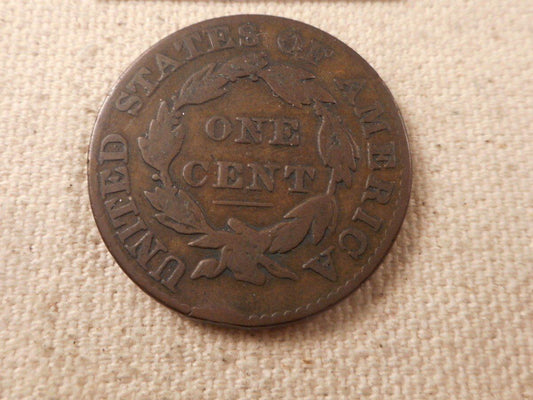 UNITED STATES OF AMERICA
ONE
CENT